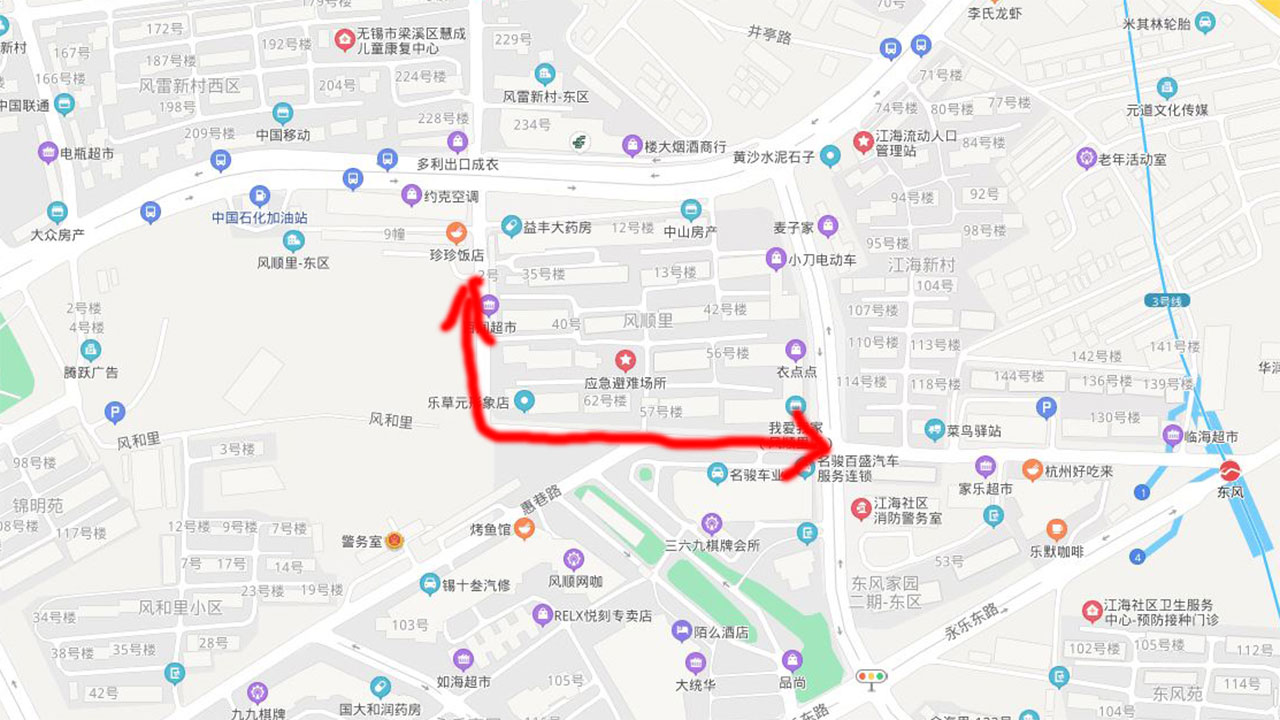 179号楼
70号
李氏龙虾
米其林轮胎
172号
无锡市梁溪区慧成
儿童康复中心
229号
井亭路
新村
167号
192号楼
187号楼
71号楼
166号楼
风雷新村西区
204号
224号楼
风雷新村-东区
中国联通
198号
74号楼
80号楼
77号楼
元道文化传媒
228号楼
234号
209号楼
中国移动
江海流动人口
管理站
84号楼
电瓶超市
多利出口成衣
楼大烟酒商行
黄沙水泥石子
老年活动室
约克空调
94号楼
92号
中国石化加油站
大众房产
9幢
益丰大药房
12号楼
中山房产
麦子家
98号楼
95号楼
风顺里-东区
珍珍饭店
小刀电动车
江海新村
2号
35号楼
13号楼
104号
3号线
2号楼
4号楼
超市
40号
风顺里
42号楼
107号楼
腾跃广告
56号楼
110号楼
113号楼
141号楼
142号楼
应急避难场所
衣点点
114号楼
118号楼
144号楼
136号楼
139号楼
P
乐草元形象店
62号楼
57号楼
P
130号楼
风和里
风和里
我爱我家
菜鸟驿站
临海超市
3号楼
98号楼
名骏百盛汽车
服务连锁
名骏车业
杭州好吃来
家乐超市
东风
1
锦明苑
惠巷路
江海社区
消防警务室
117号
12号楼
9号楼
7号楼
烤鱼馆
警务室
三六九棋牌会所
乐默咖啡
4
7号
17号
14号
53号
锡十叁汽修
风顺网咖
东风家园
二期-东区
23号楼
19号楼
风和里小区
34号楼
RELX悦刻专卖店
陌么酒店
永乐东路
江海社区卫生服务
中心-预防接种门诊
103号
28号
38号楼
35号楼
102号楼
105号楼
112号
如海超市
105号
大统华
品尚
42号
114号
东风苑
九九棋牌
国大和润药房
104号